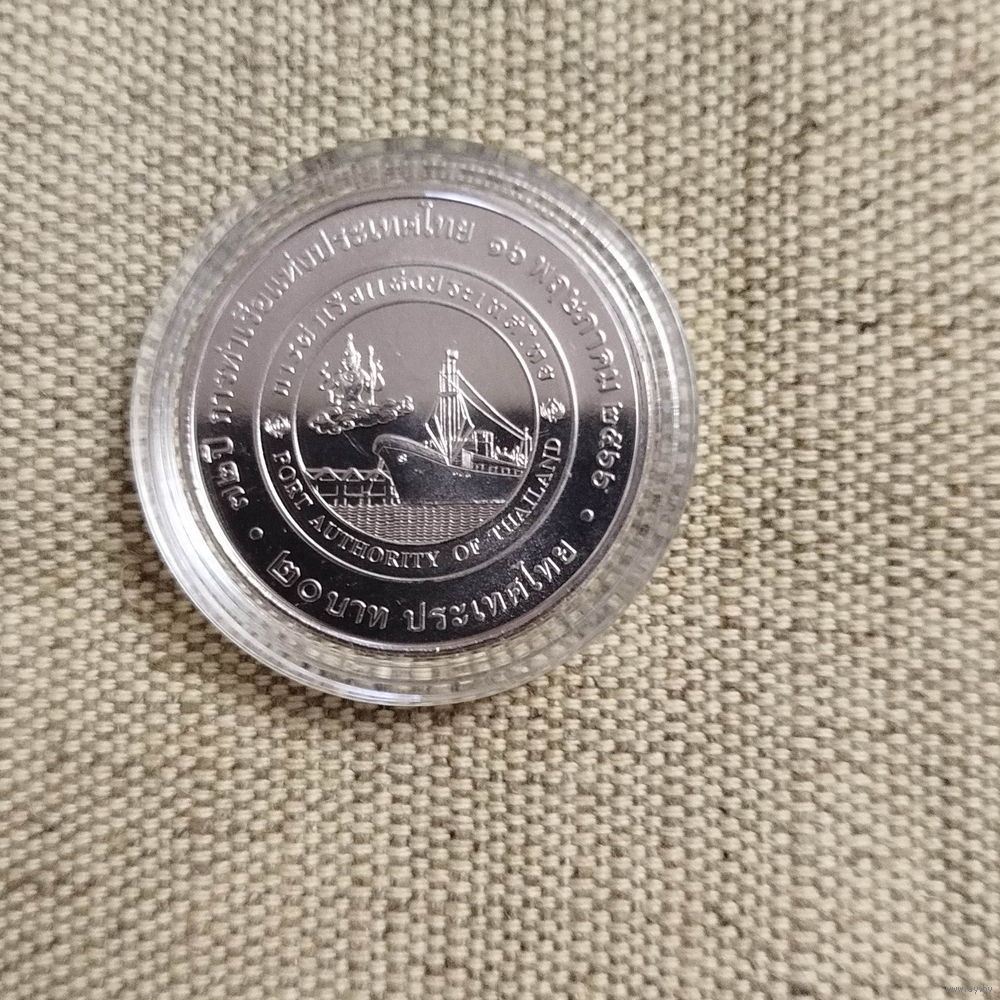 ๗๒ ปี การท่าเรือแห่งประเทศไทย ๑๖ พฤษภาคม ๒๕๖๖
การท่าเรือแห่งประเทศไทย
PORT AUTHORITY OF THAILAND
๒๐ บาท ประเทศไทย